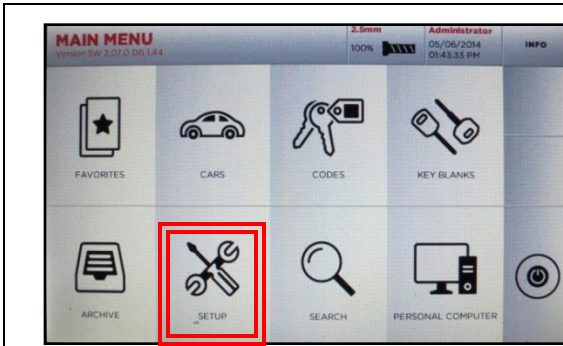 MAIN MENU
Version SW 2.07.0 DB 1.44
2.5mm
100%
Administrator
05/06/2014
01:43:33 PM
INFO
FAVORITES
CARS
CODES
KEY BLANKS
ARCHIVE
SETUP
SEARCH
PERSONAL COMPUTER